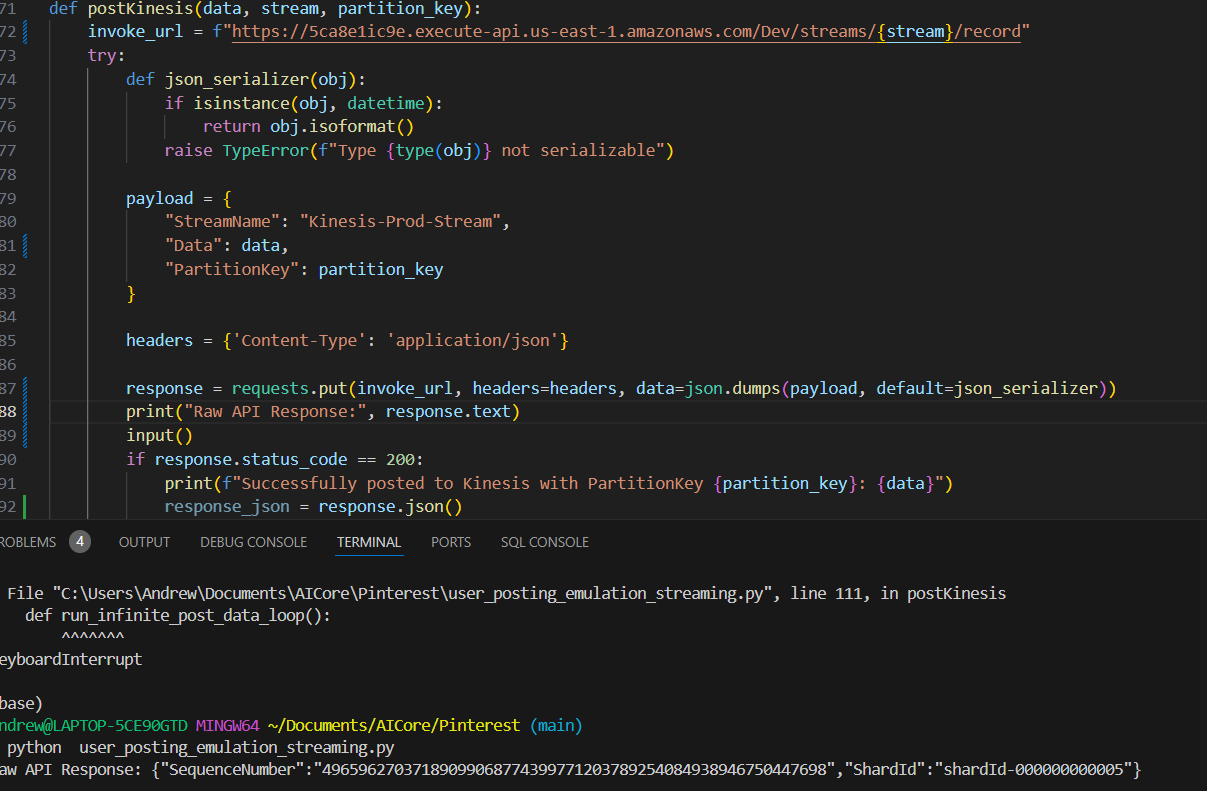 71 def postKinesis(data, stream, partition_key):
72 invoke_url = f"https://5ca8e1ic9e.execute-api.us-east-1.amazonaws.com/Dev/streams/{stream}/record"
73 try:
74 def json_serializer(obj):
75 if isinstance(obj, datetime):
76 return obj.isoformat()
77 raise TypeError(f"Type {type(obj)} not serializable")
78
79 payload = {
80 "StreamName": "Kinesis-Prod-Stream",
81 "Data": data,
82 "PartitionKey": partition_key
83 }
84
85 headers = {'Content-Type': 'application/json'}
86
87 response = requests.put(invoke_url, headers=headers, data=json.dumps(payload, default=json_serializer))
88 print("Raw API Response:", response.text)
89 input()
90 if response.status_code == 200:
91 print(f"Successfully posted to Kinesis with PartitionKey {partition_key}: {data}")
92 response_json = response.json()
ROBLEMS 4 OUTPUT DEBUG CONSOLE TERMINAL PORTS SQL CONSOLE
File "C:\Users\Andrew\Documents\AICore\Pinterest\user_posting_emulation_streaming.py", line 111, in postKinesis
def run_infinite_post_data_loop():
^^^^^^^
eyboardInterrupt
base)
ndrew@LAPTOP-5CE90GTD MINGW64 ~/Documents/AICore/Pinterest (main)
python user_posting_emulation_streaming.py
aw API Response: {"SequenceNumber":"49659627037189099068774399771203789254084938946750447698","ShardId":"shardId-000000000005"}